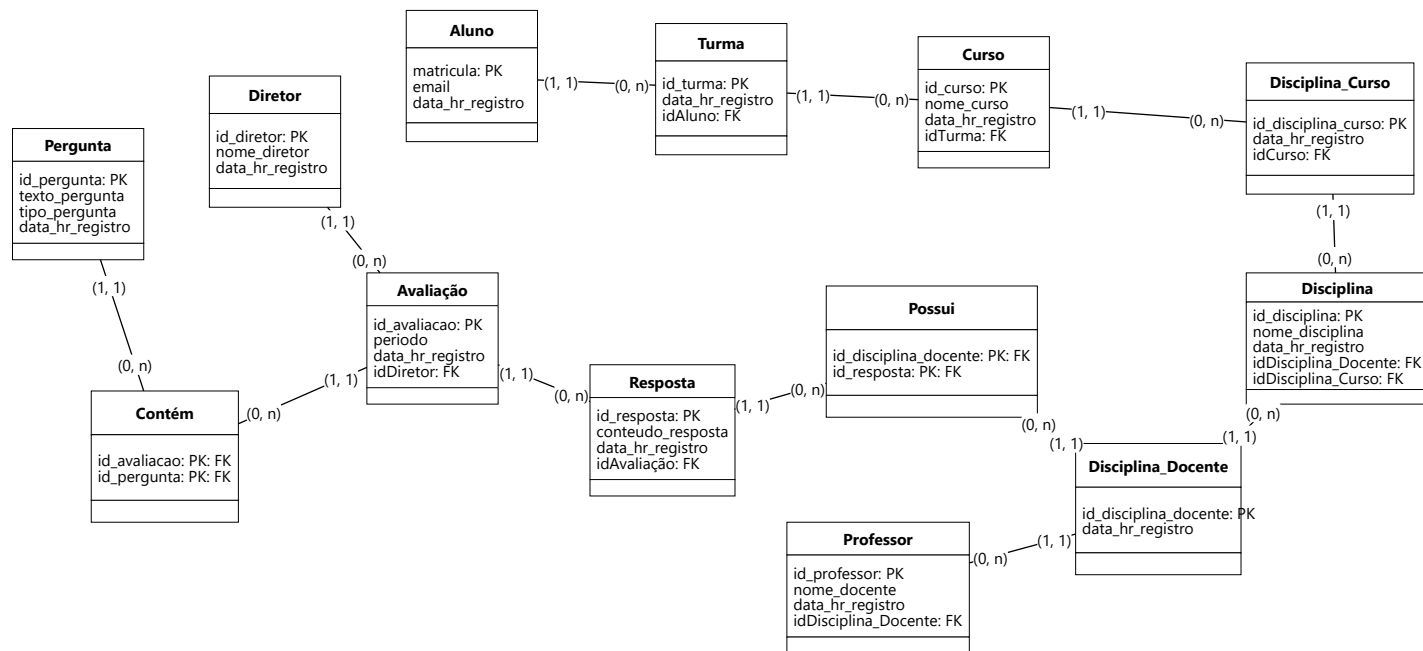 Aluno
matricula: PK
email
data_hr_registro
(1, 1)
(0, n)
Turma
id_turma: PK
data_hr_registro
idAluno: FK
(1, 1)
(0, n)
Curso
id_curso: PK
nome_curso
data_hr_registro
idTurma: FK
(1, 1)
(0, n)
Disciplina_Curso
id_disciplina_curso: PK
data_hr_registro
idCurso: FK
(1, 1)
(0, n)
Diretor
id_diretor: PK
nome_diretor
data_hr_registro
(1, 1)
(0, n)
Pergunta
id_pergunta: PK
texto_pergunta
tipo_pergunta
data_hr_registro
(1, 1)
(0, n)
Avaliação
id_avaliacao: PK
periodo
data_hr_registro
idDiretor: FK
(1, 1)
(0, n)
(1, 1)
(0, n)
Contém
id_avaliacao: PK: FK
id_pergunta: PK: FK
Resposta
id_resposta: PK
conteudo_resposta
data_hr_registro
idAvaliação: FK
(1, 1)
(0, n)
Possui
id_disciplina_docente: PK: FK
id_resposta: PK: FK
(0, n)
(1, 1)
Disciplina
id_disciplina: PK
nome_disciplina
data_hr_registro
idDisciplina_Docente: FK
idDisciplina_Curso: FK
(0, n)
(1, 1)
Disciplina_Docente
id_disciplina_docente: PK
data_hr_registro
(1, 1)
(0, n)
Professor
id_professor: PK
nome_docente
data_hr_registro
idDisciplina_Docente: FK